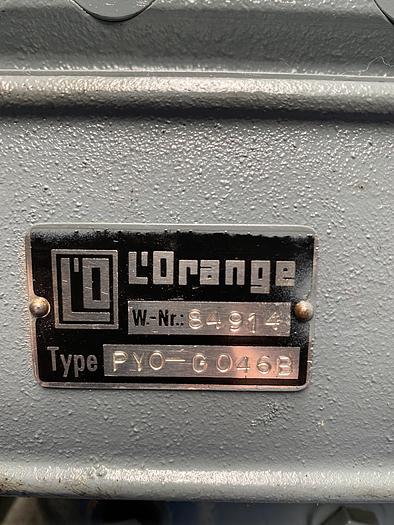 L'O L'Orange
W.-Nr.: 84914
Type PYO-G046B